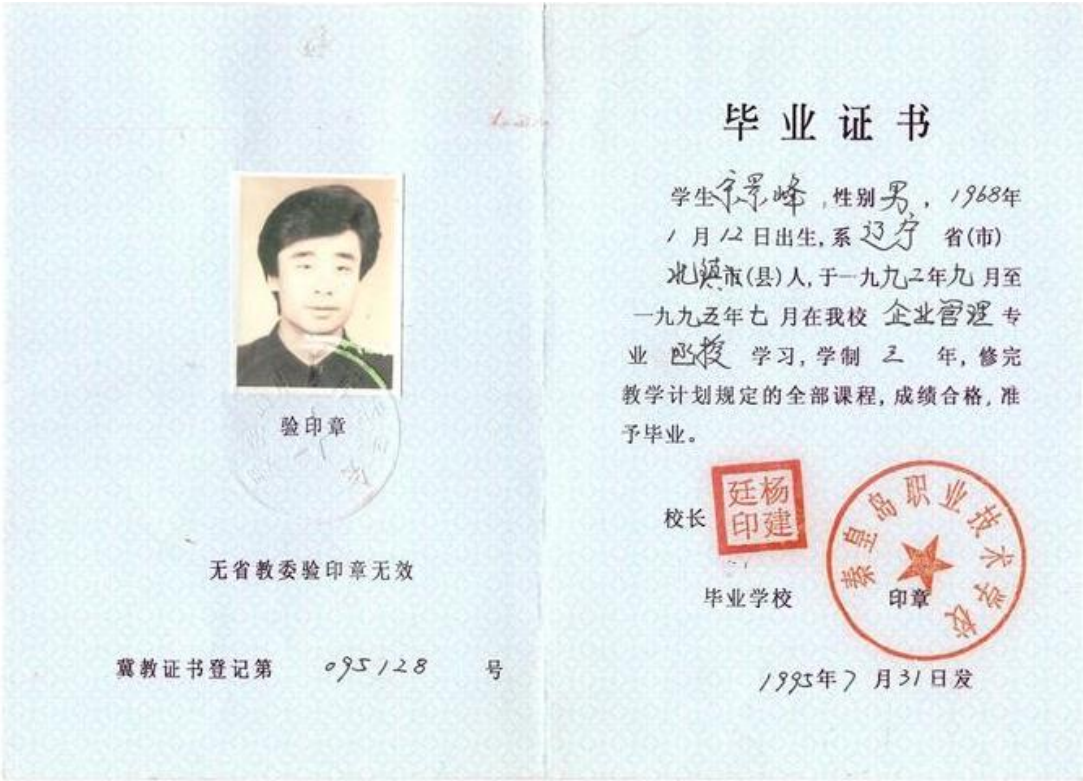 验印章
无省教委验印章无效
冀教证书登记第 095128 号
毕业证书
学生宗景峰,性别男,1968年
1月12日出生,系辽宁 省(市)
北镇市(县)人,于一九九二年九月至
一九九五年七月在我校 企业管理 专
业 函授 学习,学制 三 年,修完
教学计划规定的全部课程,成绩合格,准
予毕业。
校长
杨建廷印
毕业学校 印章
秦皇岛职业技术学校
1995年7月31日发